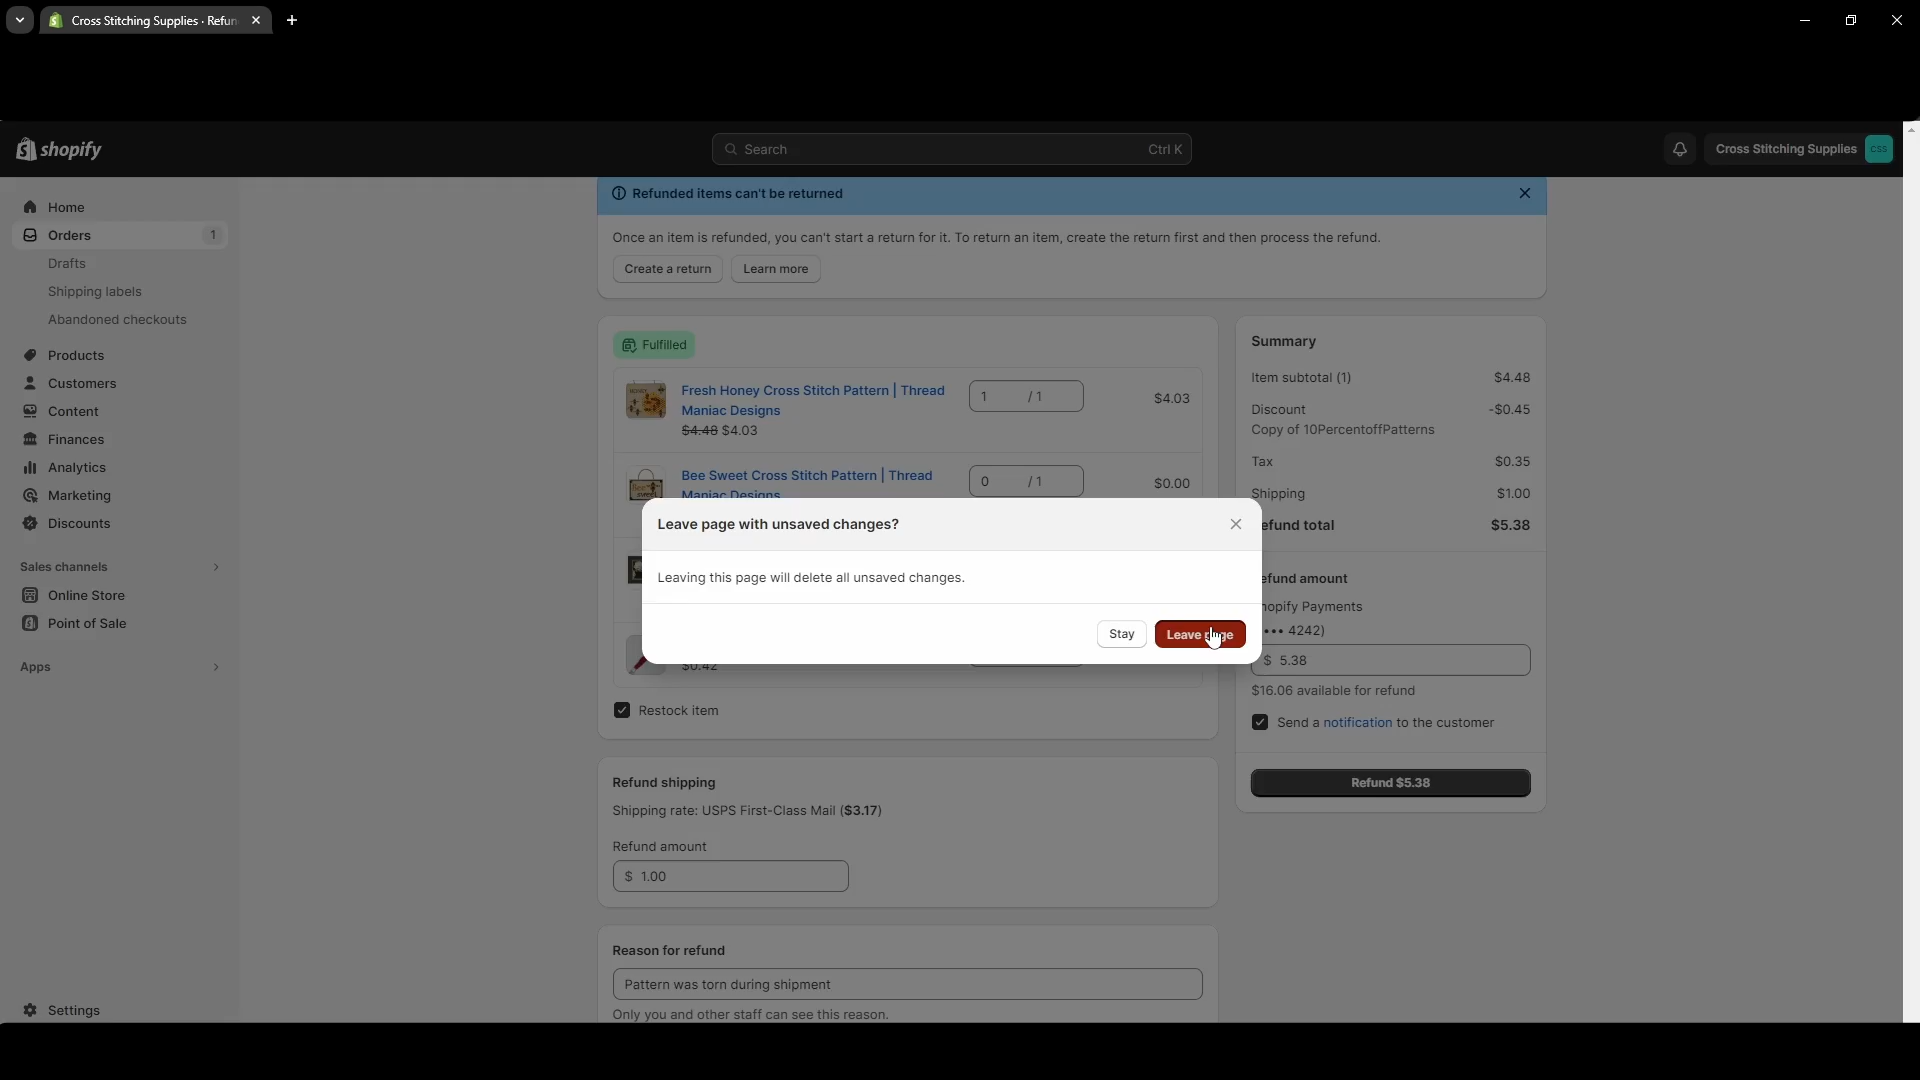 Cross Stitching Supplies · Refun
shopify
Search
Ctrl K
Cross Stitching Supplies
CSS
Home
Orders
1
Drafts
Shipping labels
Abandoned checkouts
Products
Customers
Content
Finances
Analytics
Marketing
Discounts
Sales channels
Online Store
Point of Sale
Apps
Settings
Refunded items can't be returned
Once an item is refunded, you can't start a return for it. To return an item, create the return first and then process the refund.
Create a return
Learn more
Fulfilled
Fresh Honey Cross Stitch Pattern | Thread
Maniac Designs
$4.48 $4.03
1 / 1
$4.03
Bee Sweet Cross Stitch Pattern | Thread
Maniac Designs
0 / 1
$0.00
Leave page with unsaved changes?
Leaving this page will delete all unsaved changes.
Stay
Leave
$0.42
Restock item
Refund shipping
Shipping rate: USPS First-Class Mail ($3.17)
Refund amount
$ 1.00
Reason for refund
Pattern was torn during shipment
Only you and other staff can see this reason.
Summary
Item subtotal (1) $4.48
Discount -$0.45
Copy of 10PercentoffPatterns
Tax $0.35
Shipping $1.00
efund total $5.38
efund amount
hopify Payments
••• 4242)
$ 5.38
$16.06 available for refund
Send a notification to the customer
Refund $5.38